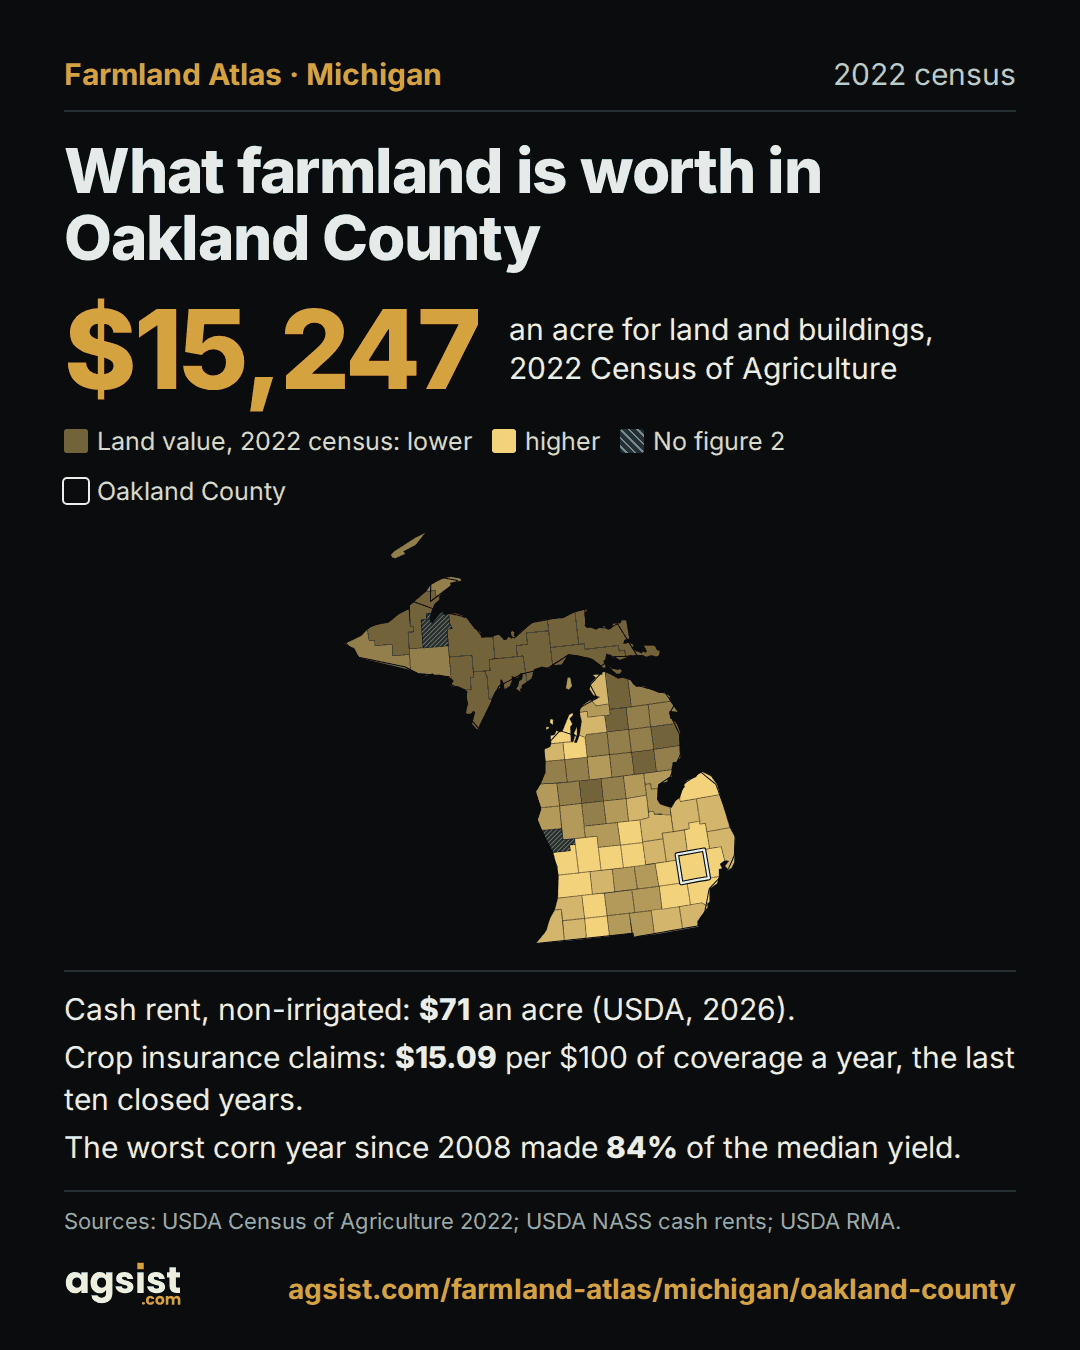 Farmland Atlas · Michigan
2022 census
What farmland is worth in
Oakland County
$15,247
an acre for land and buildings,
2022 Census of Agriculture
Land value, 2022 census: lower
higher
No figure 2
Oakland County
Cash rent, non-irrigated: $71 an acre (USDA, 2026).
Crop insurance claims: $15.09 per $100 of coverage a year, the last
ten closed years.
The worst corn year since 2008 made 84% of the median yield.
Sources: USDA Census of Agriculture 2022; USDA NASS cash rents; USDA RMA.
agsist
.com
agsist.com/farmland-atlas/michigan/oakland-county